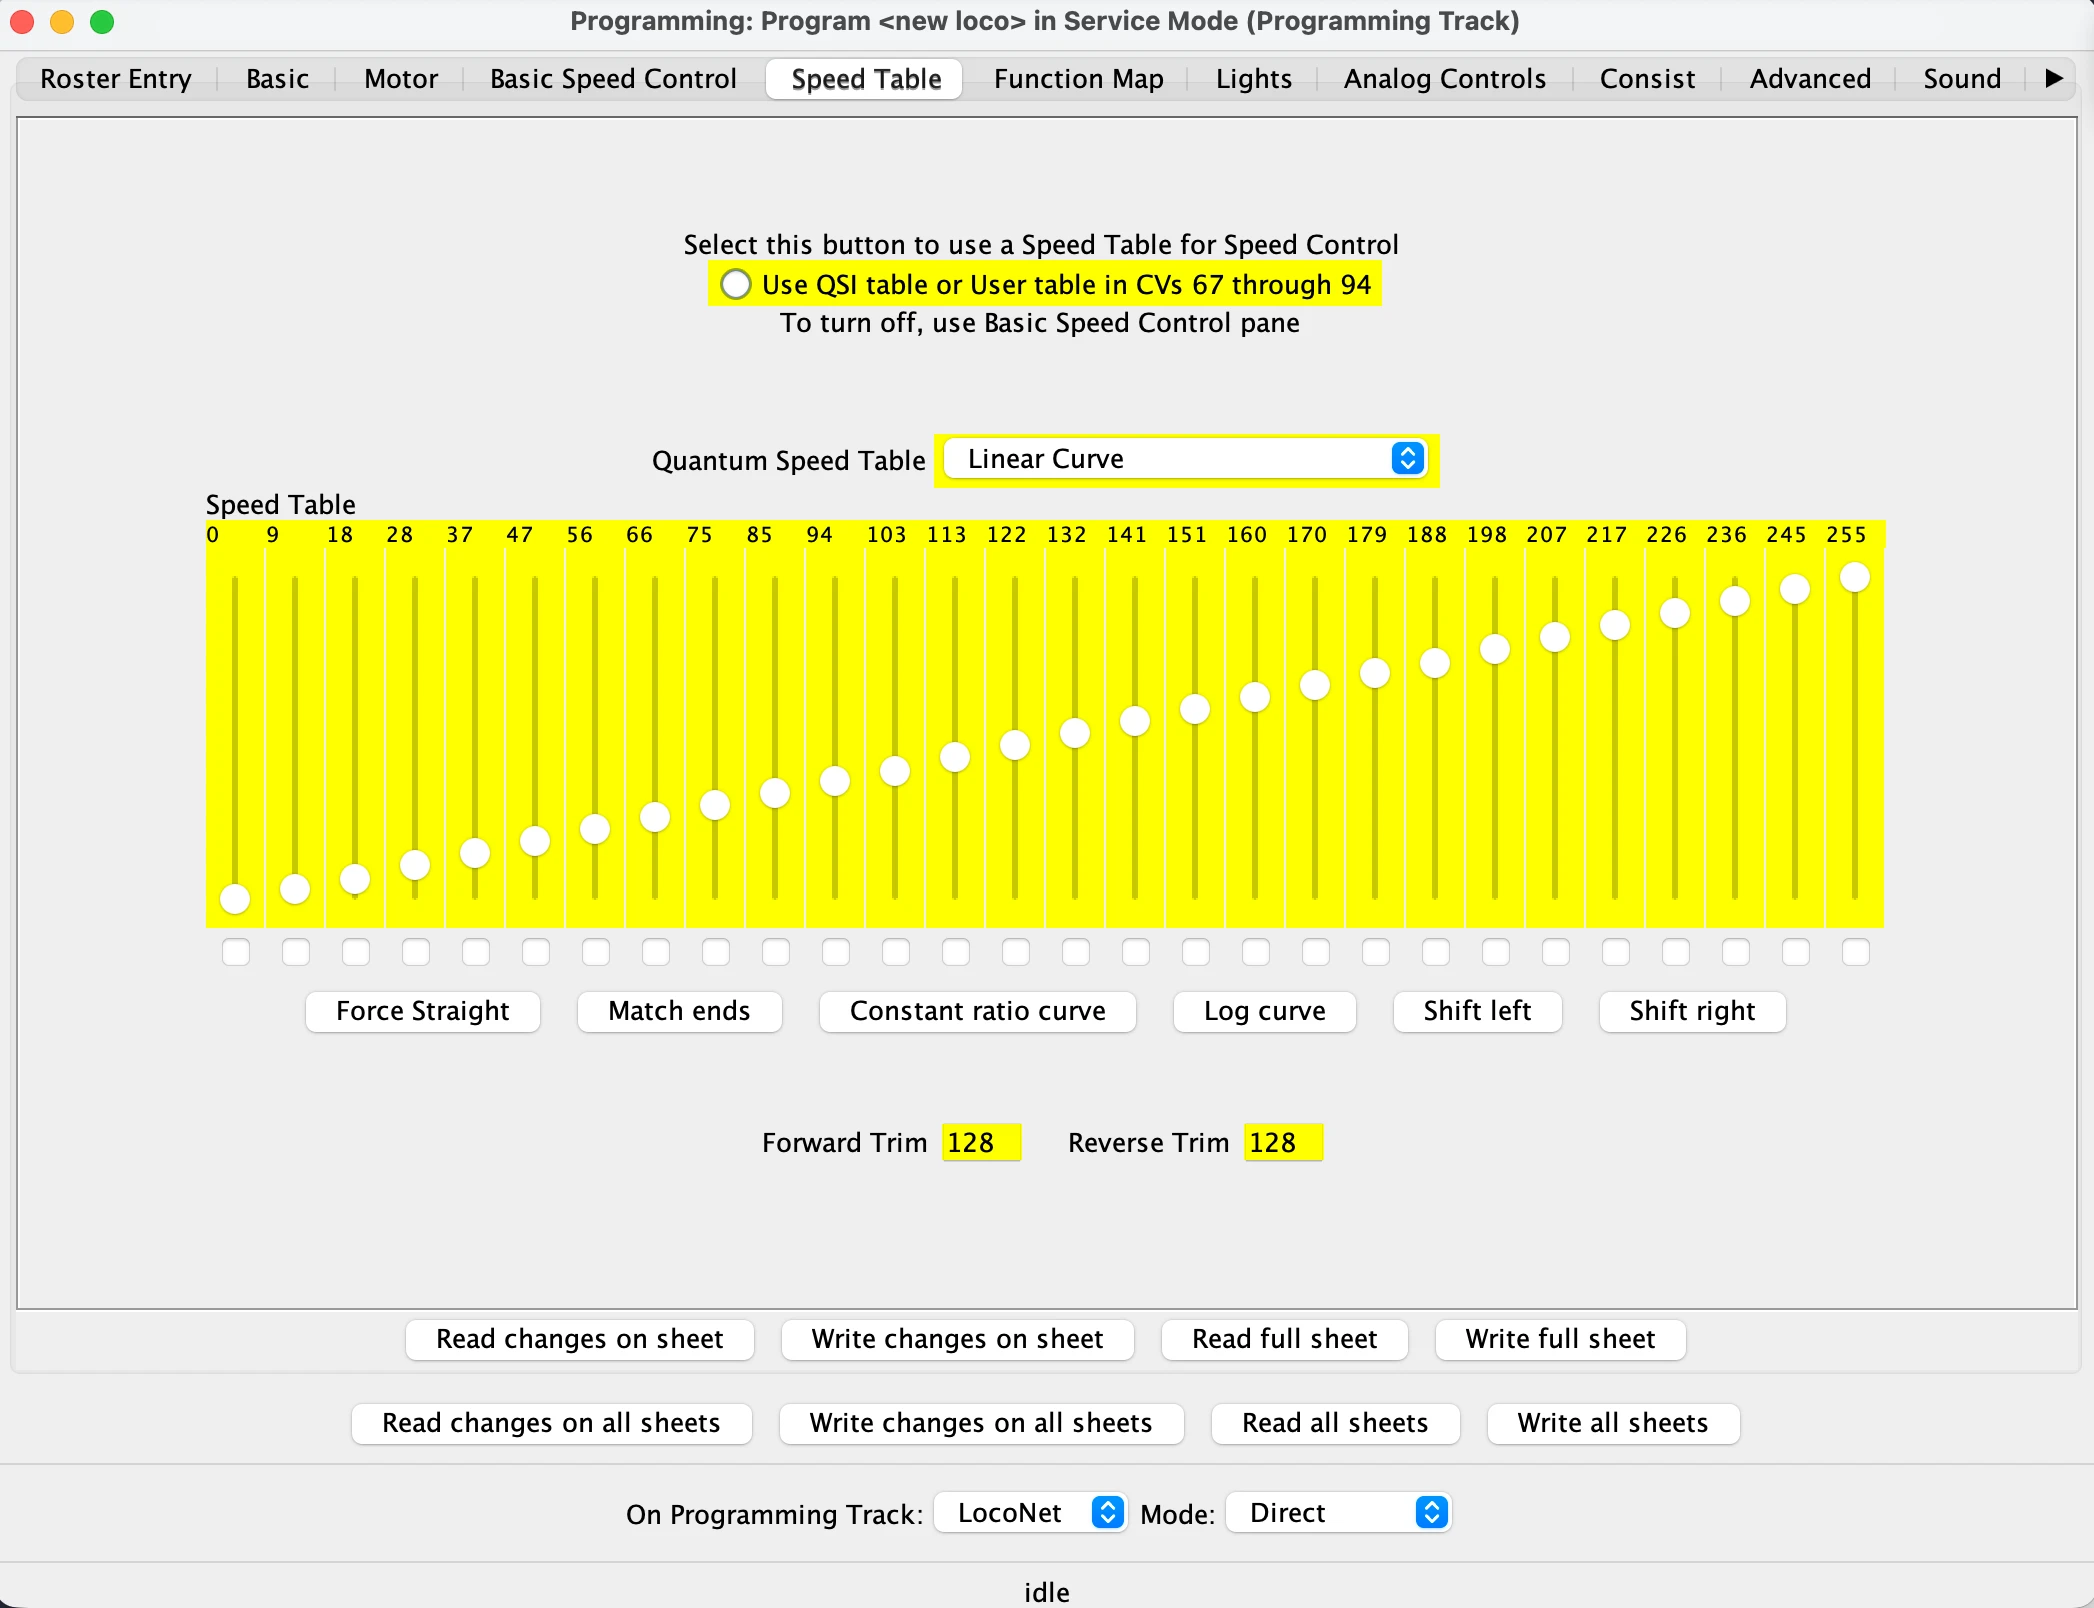 Programming: Program <new loco> in Service Mode (Programming Track)
Roster Entry Basic Motor Basic Speed Control Speed Table Function Map Lights Analog Controls Consist Advanced Sound
Select this button to use a Speed Table for Speed Control
Use QSI table or User table in CVs 67 through 94
To turn off, use Basic Speed Control pane
Quantum Speed Table Linear Curve
Speed Table
0 9 18 28 37 47 56 66 75 85 94 103 113 122 132 141 151 160 170 179 188 198 207 217 226 236 245 255
Force Straight Match ends Constant ratio curve Log curve Shift left Shift right
Forward Trim 128 Reverse Trim 128
Read changes on sheet Write changes on sheet Read full sheet Write full sheet
Read changes on all sheets Write changes on all sheets Read all sheets Write all sheets
On Programming Track: LocoNet Mode: Direct
idle